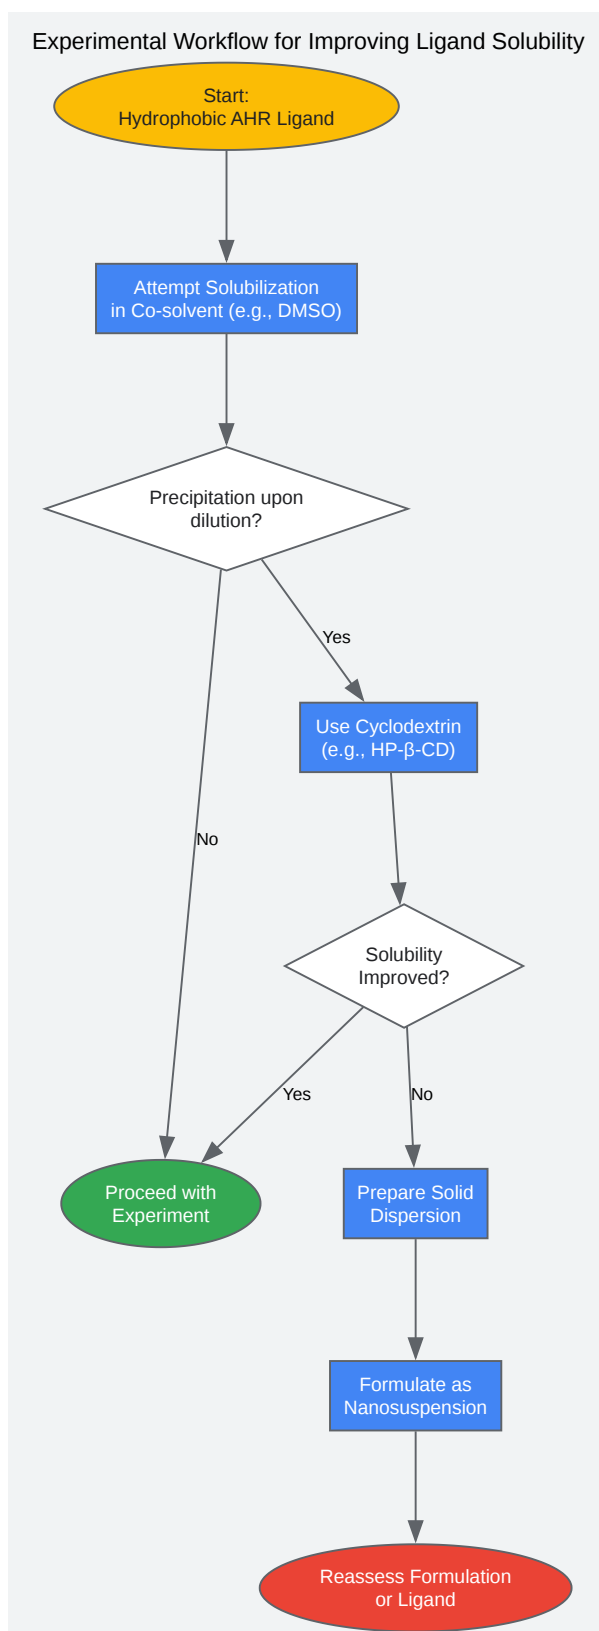 Experimental Workflow for Improving Ligand Solubility
Start:
Hydrophobic AHR Ligand
Attempt Solubilization
in Co-solvent (e.g., DMSO)
Precipitation upon
dilution?
Yes
Use Cyclodextrin
(e.g., HP-β-CD)
No
Solubility
Improved?
Yes
No
Proceed with
Experiment
Prepare Solid
Dispersion
Formulate as
Nanosuspension
Reassess Formulation
or Ligand